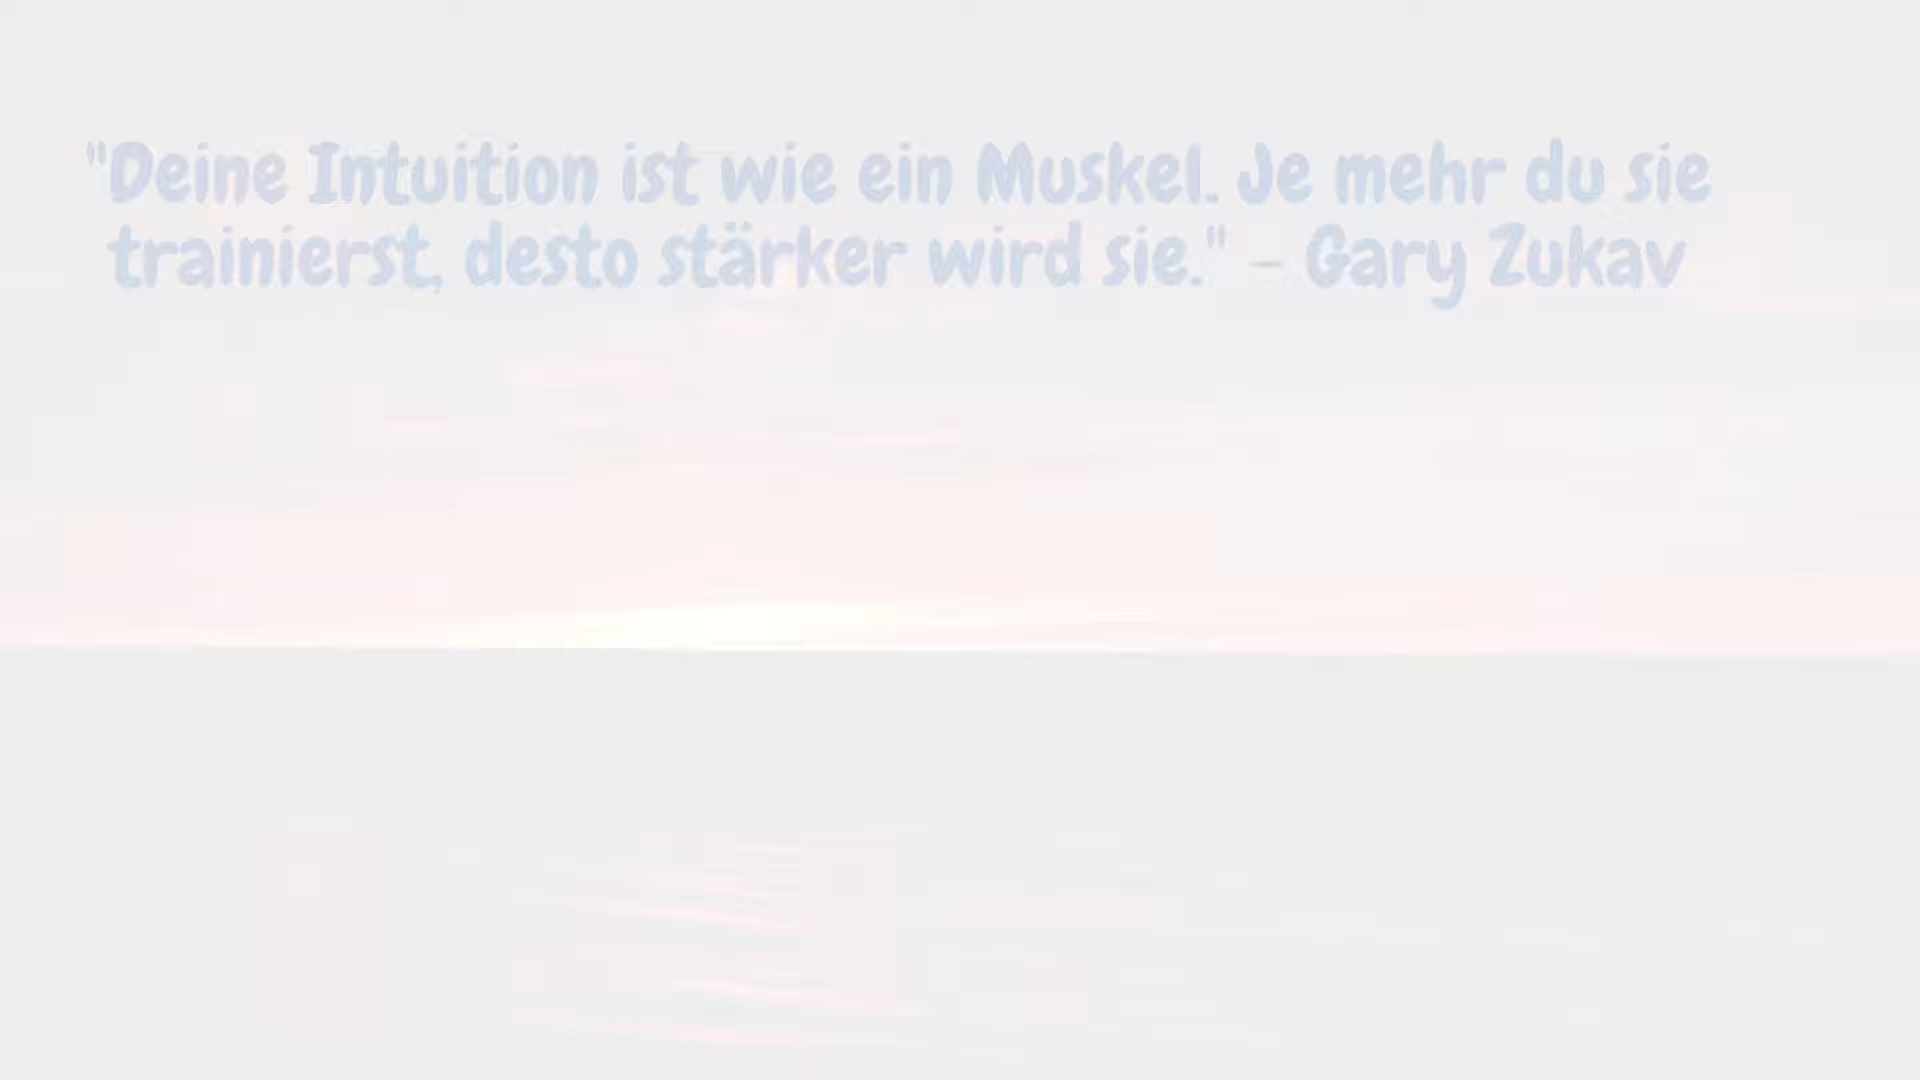 "Deine Intuition ist wie ein Muskel. Je mehr du sie
trainierst, desto stärker wird sie." - Gary Zukav